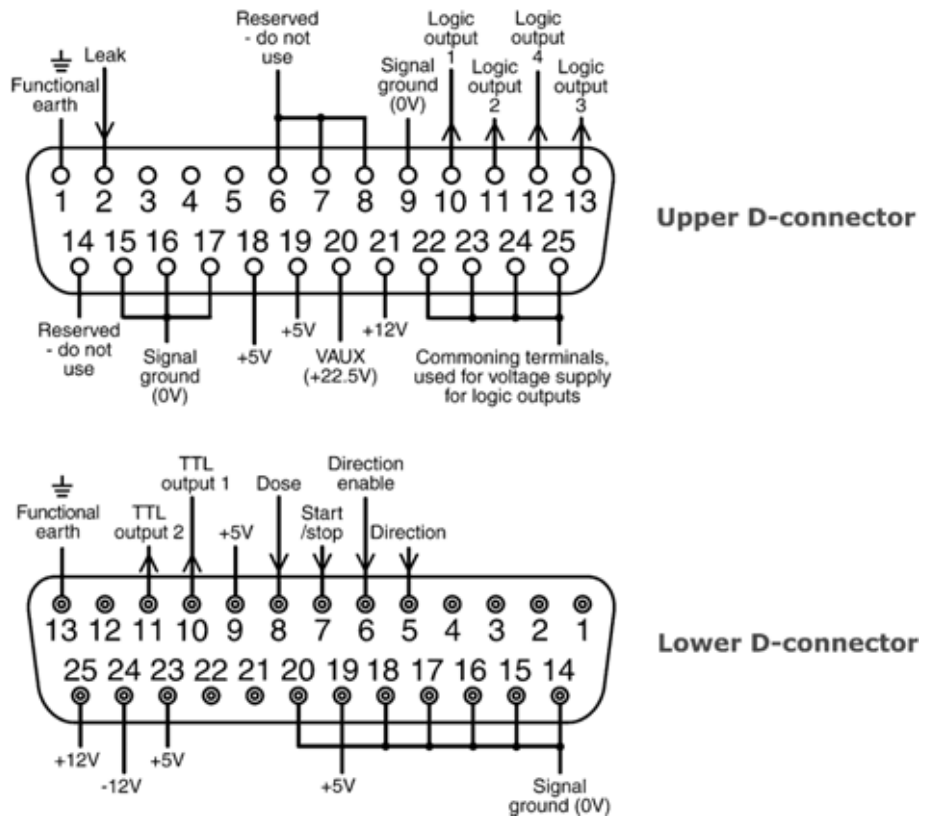 Reserved
- do not
use
Logic
output
1
Logic
output
4
Leak
Functional
earth
Signal
ground
(0V)
Logic
output
2
Logic
output
3
1 2 3 4 5 6 7 8 9 10 11 12 13
14 15 16 17 18 19 20 21 22 23 24 25
Upper D-connector
Reserved
- do not
use
Signal
ground
(0V)
+5V
+5V
VAUX
(+22.5V)
+12V
Commoning terminals,
used for voltage supply
for logic outputs
Functional
earth
TTL
output 2
TTL
output 1
+5V
Dose
Start
/stop
Direction
enable
Direction
13 12 11 10 9 8 7 6 5 4 3 2 1
25 24 23 22 21 20 19 18 17 16 15 14
Lower D-connector
+12V
-12V
+5V
+5V
Signal
ground (0V)